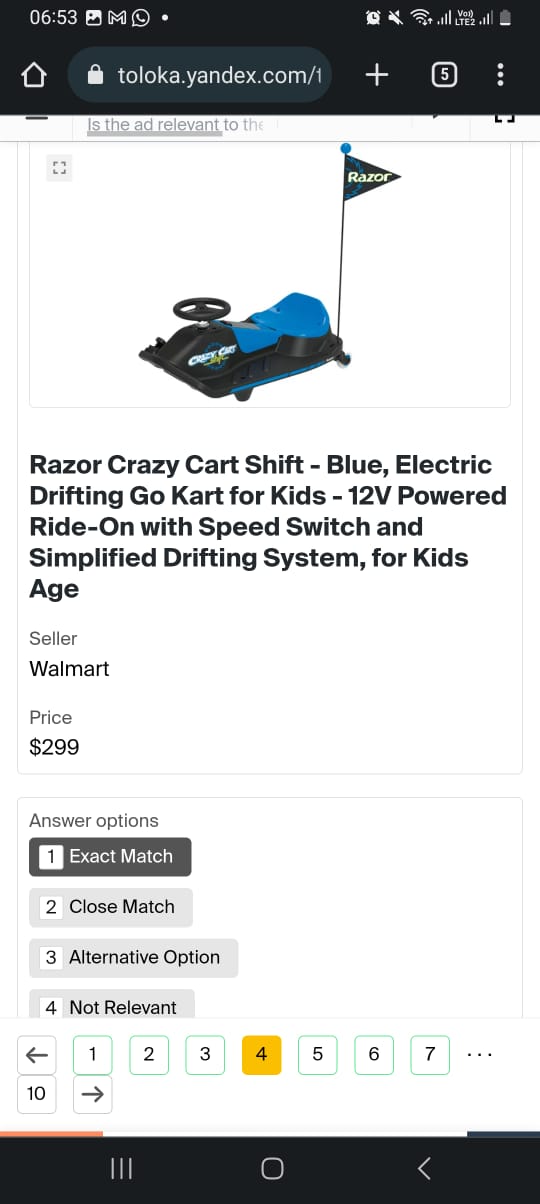 06:53
Vo))
LTE2
toloka.yandex.com/1
5
Is the ad relevant to the
Razor
CRAZY CART
Razor Crazy Cart Shift - Blue, Electric
Drifting Go Kart for Kids - 12V Powered
Ride-On with Speed Switch and
Simplified Drifting System, for Kids
Age
Seller
Walmart
Price
$299
Answer options
1 Exact Match
2 Close Match
3 Alternative Option
4 Not Relevant
1 2 3 4 5 6 7 ...
10